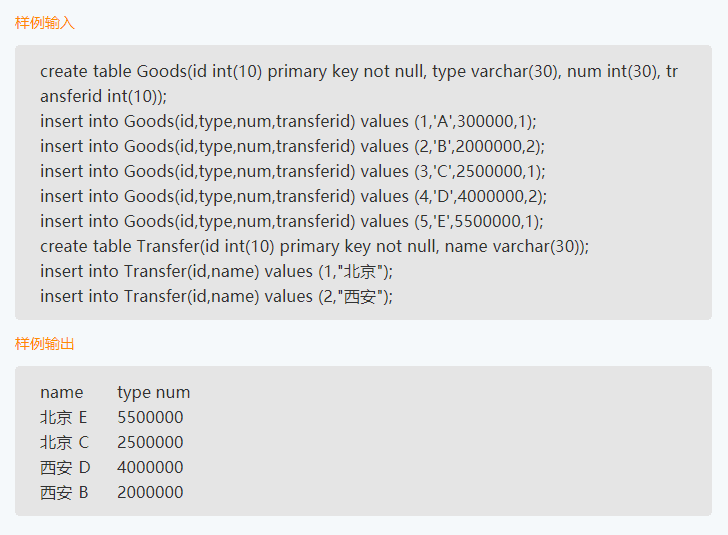 样例输入
create table Goods(id int(10) primary key not null, type varchar(30), num int(30), tr
ansferid int(10));
insert into Goods(id,type,num,transferid) values (1,'A',300000,1);
insert into Goods(id,type,num,transferid) values (2,'B',2000000,2);
insert into Goods(id,type,num,transferid) values (3,'C',2500000,1);
insert into Goods(id,type,num,transferid) values (4,'D',4000000,2);
insert into Goods(id,type,num,transferid) values (5,'E',5500000,1);
create table Transfer(id int(10) primary key not null, name varchar(30));
insert into Transfer(id,name) values (1,"北京");
insert into Transfer(id,name) values (2,"西安");
样例输出
name type num
北京 E 5500000
北京 C 2500000
西安 D 4000000
西安 B 2000000